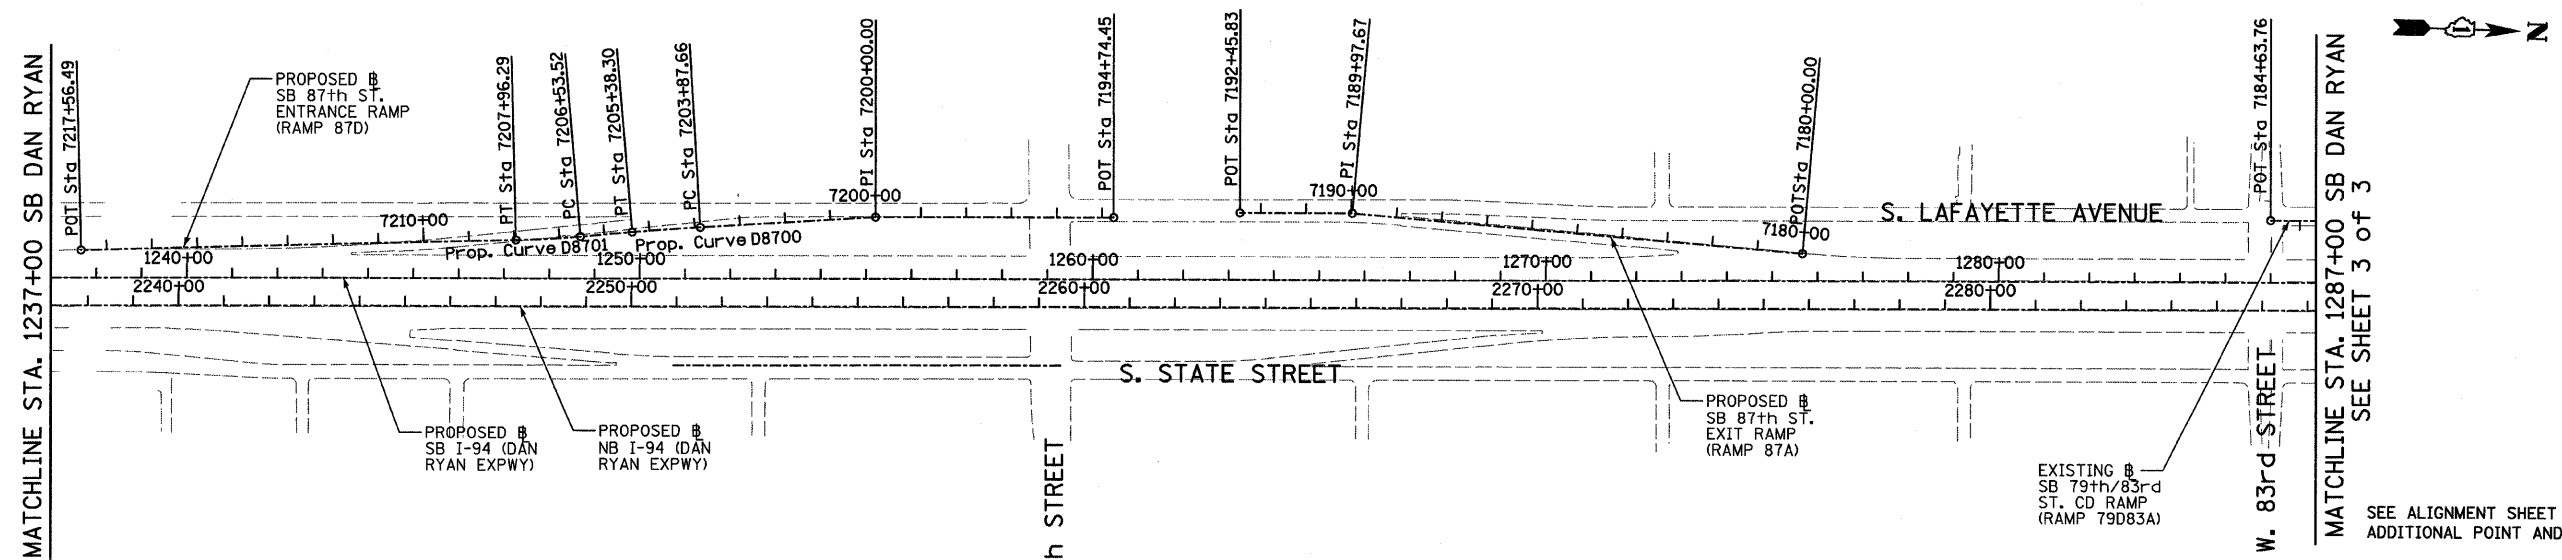 MATCHLINE STA. 1237+00 SB DAN RYAN
POT Sta 7217+56.49
PROPOSED ℄
SB 87th ST.
ENTRANCE RAMP
(RAMP 87D)
PT Sta 7207+96.29
PC Sta 7206+53.52
PT Sta 7205+38.30
PC Sta 7203+87.66
PI Sta 7200+00.00
POT Sta 7194+74.45
POT Sta 7192+45.83
PI Sta 7189+97.67
POTSta 7180+00.00
POT Sta 7184+63.76
N
7210+00
7200+00
7190+00
7180+00
S. LAFAYETTE AVENUE
Prop. Curve D8701
Prop. Curve D8700
1240+00
1250+00
1260+00
1270+00
1280+00
2240+00
2250+00
2260+00
2270+00
2280+00
S. STATE STREET
PROPOSED
SB I-94 (DAN
RYAN EXPWY)
PROPOSED
NB I-94 (DAN
RYAN EXPWY)
h STREET
PROPOSED
SB 87th ST.
EXIT RAMP
(RAMP 87A)
EXISTING
SB 79th/83rd
ST. CD RAMP
(RAMP 79D83A)
W. 83rd STREET
MATCHLINE STA. 1287+00 SB DAN RYAN
SEE SHEET 3 of 3
SEE ALIGNMENT SHEET
ADDITIONAL POINT AND